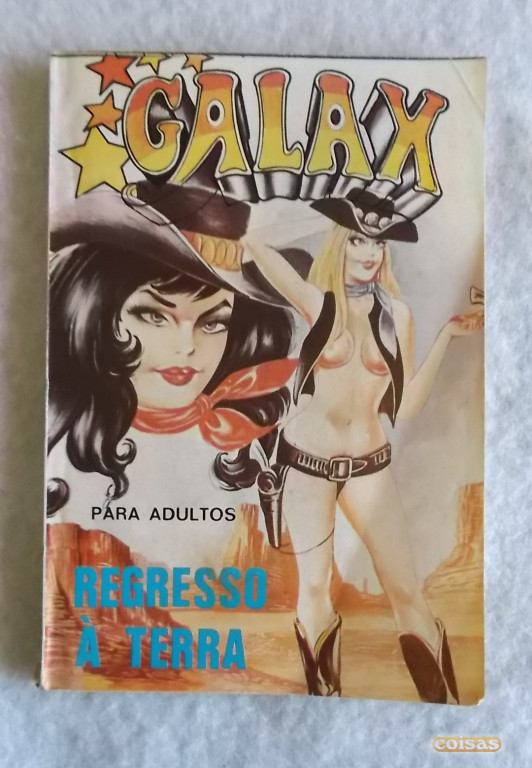 GALAX
PARA ADULTOS
REGRESSO
À TERRA
coisas